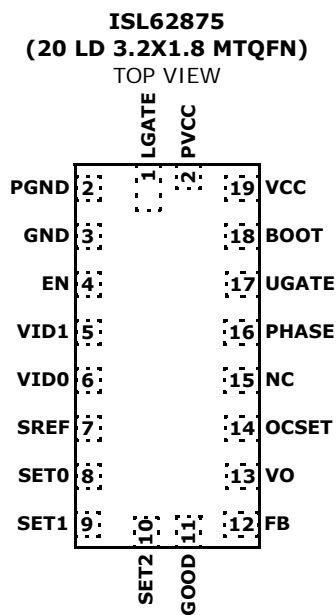 ISL62875
(20 LD 3.2X1.8 MTQFN)
TOP VIEW
LGATE PVCC
1 2
PGND 2 19 VCC
GND 3 18 BOOT
EN 4 17 UGATE
VID1 5 16 PHASE
VID0 6 15 NC
SREF 7 14 OCSET
SET0 8 13 VO
SET1 9 12 FB
10 11
SET2 GOOD